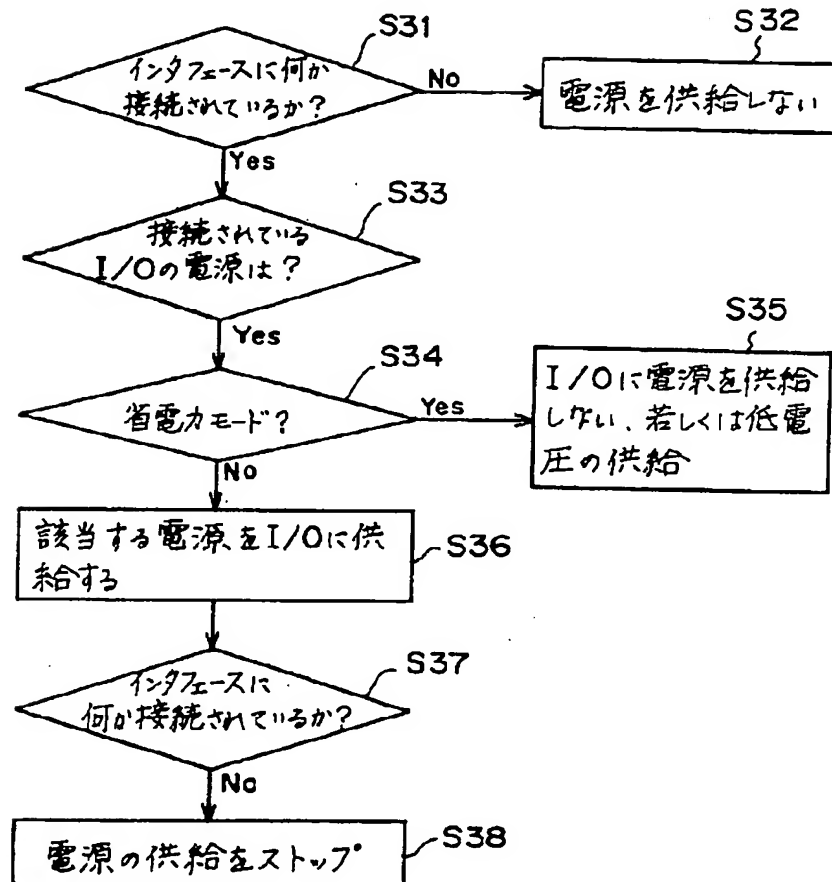 S31
インタフェースに何か
接続されているか?
No
S32
電源を供給しない
Yes
S33
接続されている
I/Oの電源は?
Yes
S34
省電力モード?
Yes
S35
I/Oに電源を供給
しない、若しくは低電
圧の供給
No
該当する電源をI/Oに供
給する
S36
S37
インタフェースに
何か接続されているか?
No
電源の供給をストップ
S38